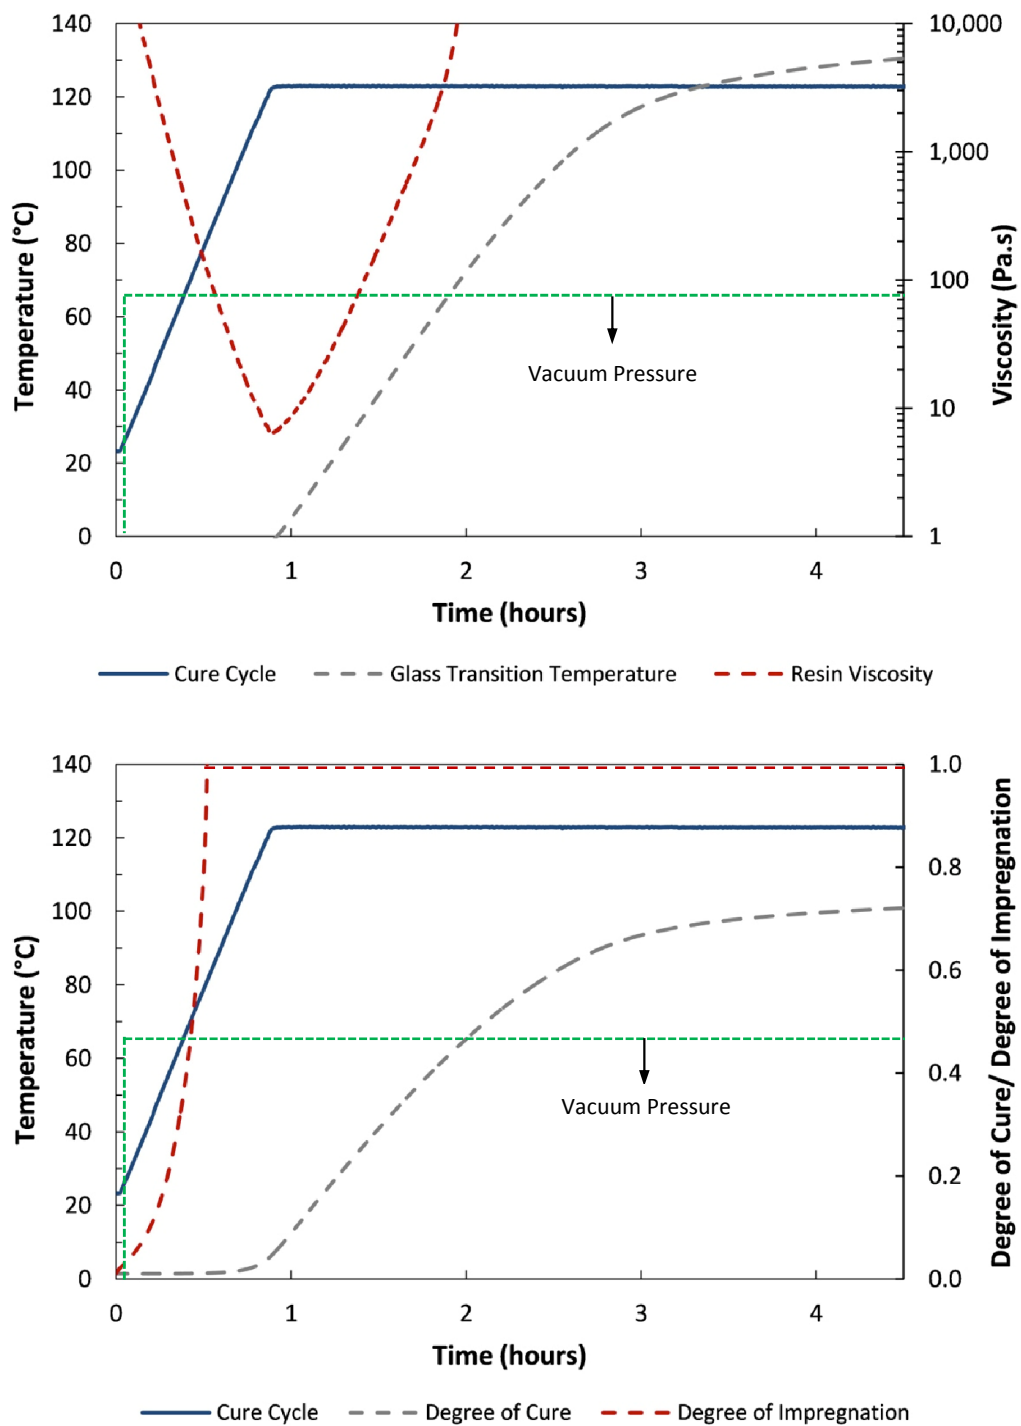 140
120
100
80
60
40
20
0
Temperature (°C)
10,000
1,000
100
10
1
Viscosity (Pa.s)
Vacuum Pressure
0 1 2 3 4
Time (hours)
Cure Cycle Glass Transition Temperature Resin Viscosity
140
120
100
80
60
40
20
0
Temperature (°C)
1.0
0.8
0.6
0.4
0.2
0.0
Degree of Cure/ Degree of Impregnation
Vacuum Pressure
0 1 2 3 4
Time (hours)
Cure Cycle Degree of Cure Degree of Impregnation